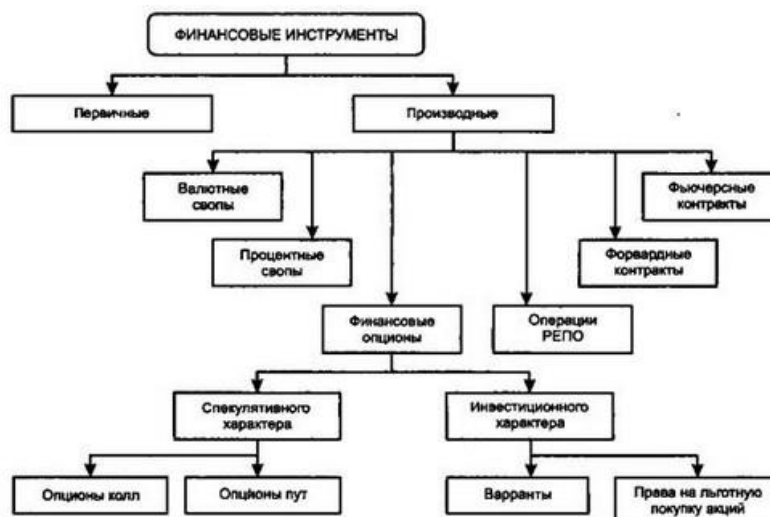 ФИНАНСОВЫЕ ИНСТРУМЕНТЫ
Первичные
Производные
Валютные
свопы
Фьючерсные
контракты
Процентные
свопы
Форвардные
контракты
Финансовые
опционы
Операции
РЕПО
Спекулятивного
характера
Инвестиционного
характера
Опционы колл
Опционы пут
Варранты
Права на льготную
покупку акций